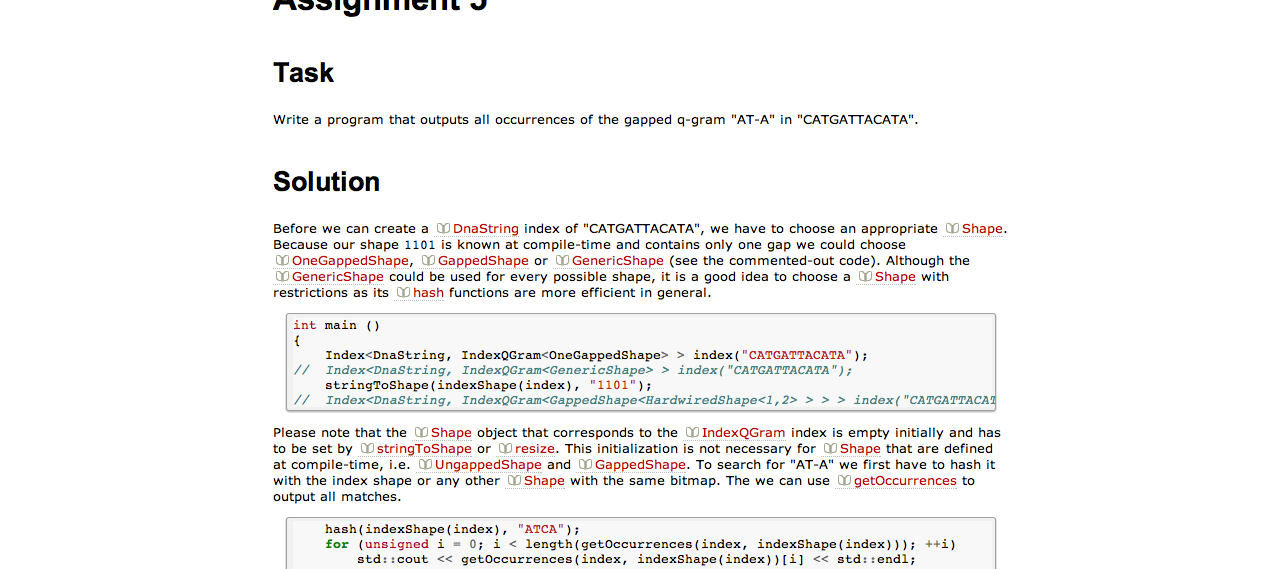 Assignment 5
Task
Write a program that outputs all occurrences of the gapped q-gram "AT-A" in "CATGATTACATA".
Solution
Before we can create a DnaString index of "CATGATTACATA", we have to choose an appropriate Shape.
Because our shape 1101 is known at compile-time and contains only one gap we could choose
OneGappedShape, GappedShape or GenericShape (see the commented-out code). Although the
GenericShape could be used for every possible shape, it is a good idea to choose a Shape with
restrictions as its hash functions are more efficient in general.
int main ()
{
    Index<DnaString, IndexQGram<OneGappedShape> > index("CATGATTACATA");
//  Index<DnaString, IndexQGram<GenericShape> > index("CATGATTACATA");
    stringToShape(indexShape(index), "1101");
//  Index<DnaString, IndexQGram<GappedShape<HardwiredShape<1,2> > > > index("CATGATTACAT
Please note that the Shape object that corresponds to the IndexQGram index is empty initially and has
to be set by stringToShape or resize. This initialization is not necessary for Shape that are defined
at compile-time, i.e. UngappedShape and GappedShape. To search for "AT-A" we first have to hash it
with the index shape or any other Shape with the same bitmap. The we can use getOccurrences to
output all matches.
    hash(indexShape(index), "ATCA");
    for (unsigned i = 0; i < length(getOccurrences(index, indexShape(index))); ++i)
        std::cout << getOccurrences(index, indexShape(index))[i] << std::endl;